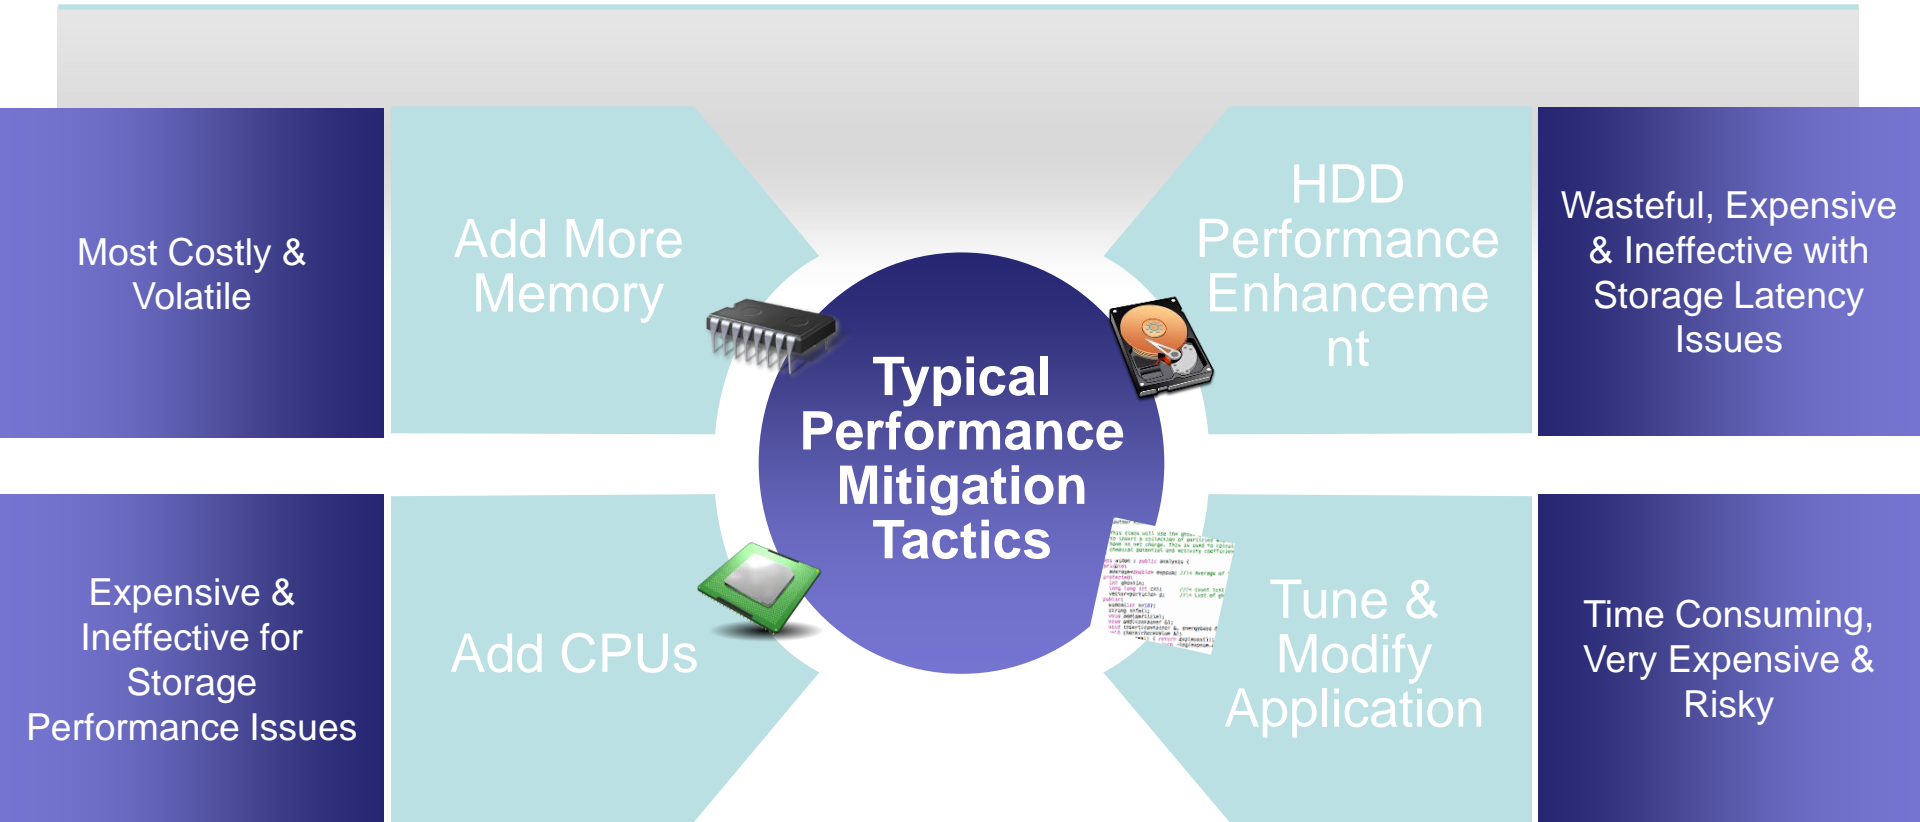 Most Costly &
Volatile
Add More
Memory
HDD
Performance
Enhanceme
nt
Wasteful, Expensive
& Ineffective with
Storage Latency
Issues
Typical
Performance
Mitigation
Tactics
Expensive &
Ineffective for
Storage
Performance Issues
Add CPUs
Tune &
Modify
Application
Time Consuming,
Very Expensive &
Risky